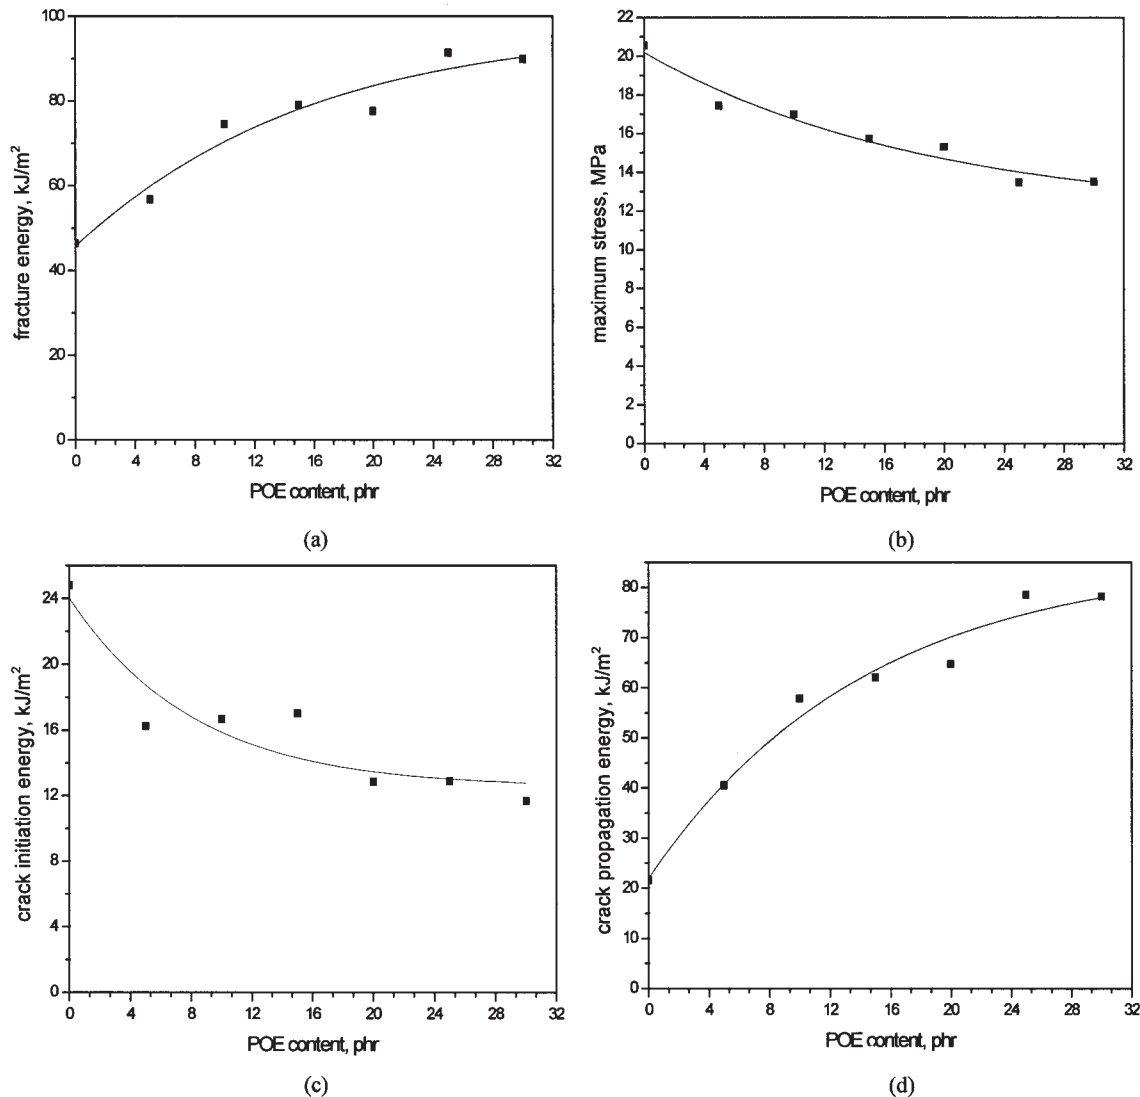 100
80
60
40
20
0
fracture energy, kJ/m²
0 4 8 12 16 20 24 28 32
POE content, phr
(a)
22
20
18
16
14
12
10
8
6
4
2
0
maximum stress, MPa
0 4 8 12 16 20 24 28 32
POE content, phr
(b)
24
20
16
12
8
4
0
crack initiation energy, kJ/m²
0 4 8 12 16 20 24 28 32
POE content, phr
(c)
80
70
60
50
40
30
20
10
0
crack propagation energy, kJ/m²
0 4 8 12 16 20 24 28 32
POE content, phr
(d)